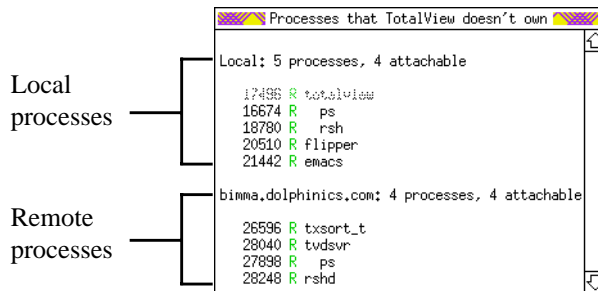 Processes that TotalView doesn't own
Local: 5 processes, 4 attachable
17496 R totalview
16674 R ps
18780 R rsh
20510 R flipper
21442 R emacs
Local
processes
bimma.dolphinics.com: 4 processes, 4 attachable
26596 R txsort_t
28040 R tvdsvr
27898 R ps
28248 R rshd
Remote
processes